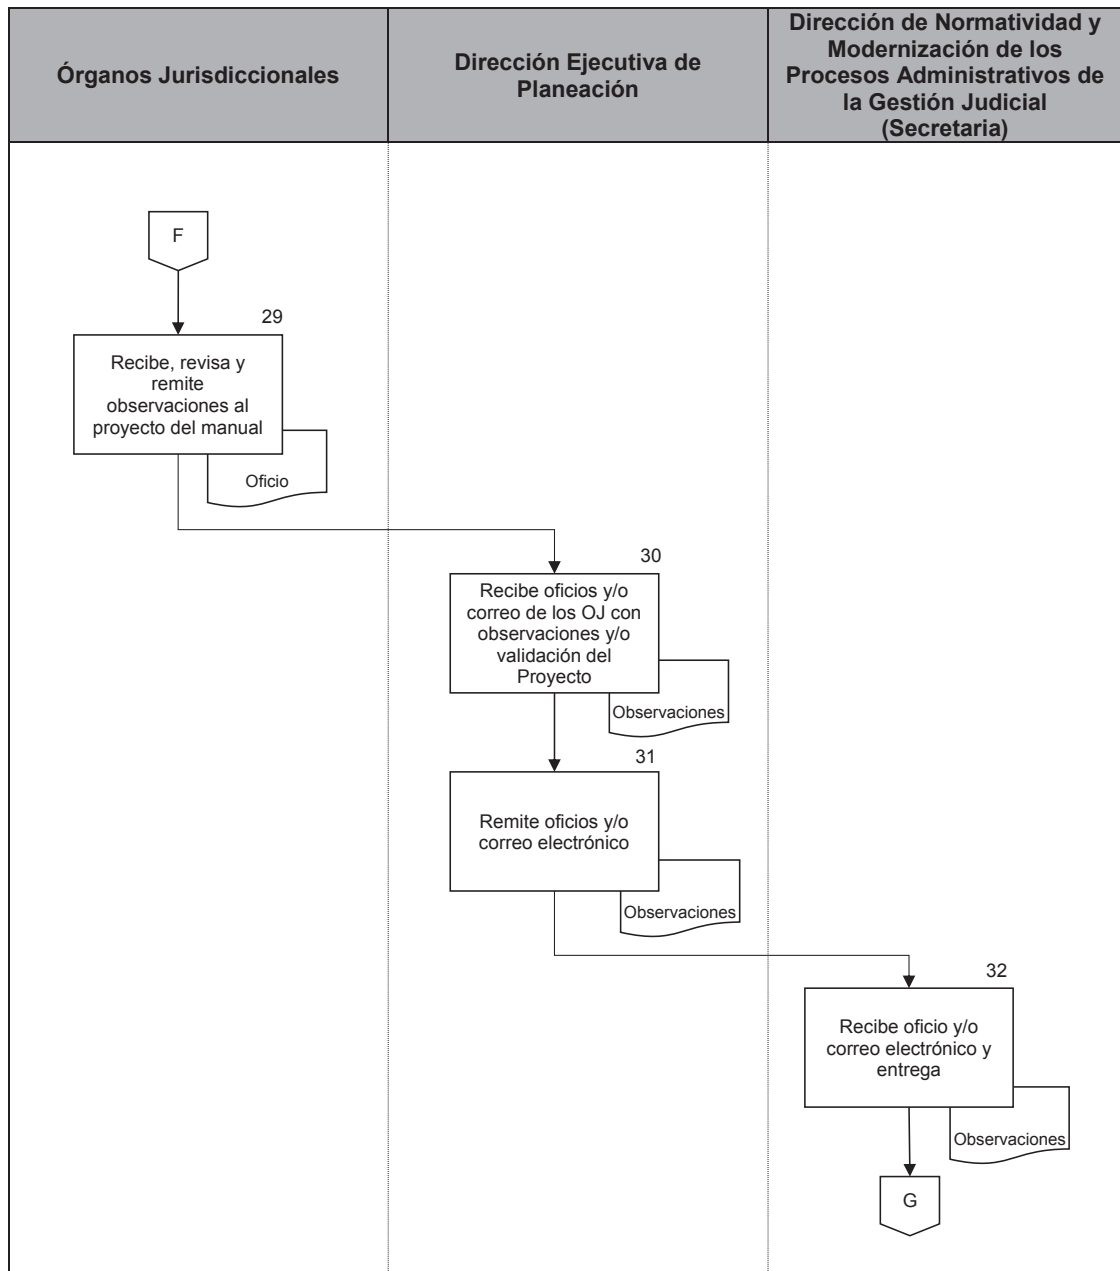 Órganos Jurisdiccionales
Dirección Ejecutiva de
Planeación
Dirección de Normatividad y
Modernización de los
Procesos Administrativos de
la Gestión Judicial
(Secretaria)
F
29
Recibe, revisa y
remite
observaciones al
proyecto del manual
Oficio
30
Recibe oficios y/o
correo de los OJ con
observaciones y/o
validación del
Proyecto
Observaciones
31
Remite oficios y/o
correo electrónico
Observaciones
32
Recibe oficio y/o
correo electrónico y
entrega
Observaciones
G